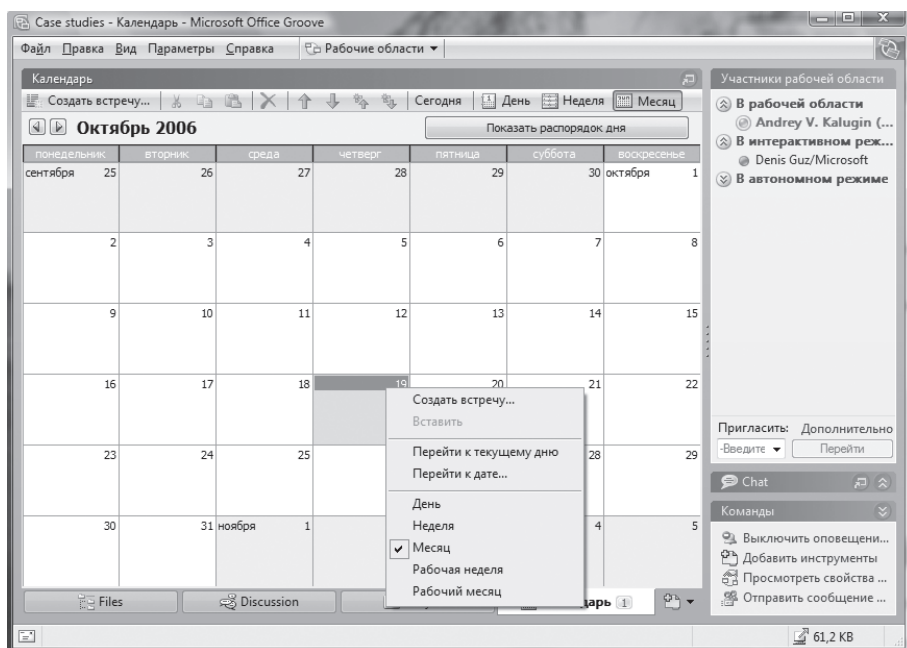 Case studies - Календарь - Microsoft Office Groove
Файл Правка Вид Параметры Справка Рабочие области
Календарь
Создать встречу... Сегодня День Неделя Месяц
Октябрь 2006 Показать распорядок дня
понедельник вторник среда четверг пятница суббота воскресенье
сентября 25 26 27 28 29 30 октября 1
2 3 4 5 6 7 8
9 10 11 12 13 14 15
16 17 18 19 20 21 22
23 24 25 28 29
30 31 ноября 1 4 5
Создать встречу...
Вставить
Перейти к текущему дню
Перейти к дате...
День
Неделя
Месяц
Рабочая неделя
Рабочий месяц
Files Discussion дарь 1
Участники рабочей области
В рабочей области
Andrey V. Kalugin (...
В интерактивном реж...
Denis Guz/Microsoft
В автономном режиме
Пригласить: Дополнительно
-Введите Перейти
Chat
Команды
Выключить оповещени...
Добавить инструменты
Просмотреть свойства ...
Отправить сообщение ...
61,2 KB